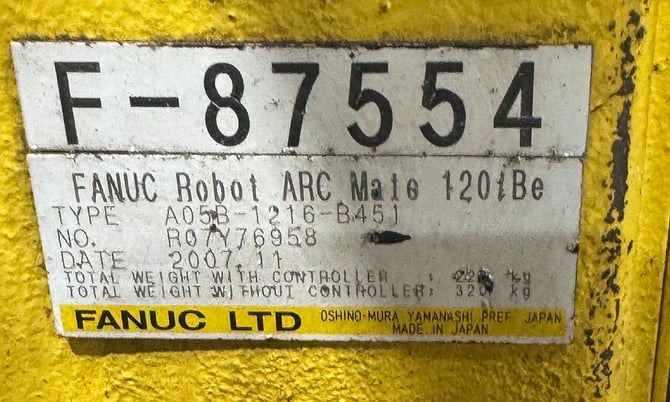 F-87554
FANUC Robot ARC Mate 120iBe
TYPE A05B-1216-B451
NO. R07Y76958
DATE 2007.11
TOTAL WEIGHT WITH CONTROLLER : kg
TOTAL WEIGHT WITHOUT CONTROLLER: 320 kg
FANUC LTD OSHINO-MURA YAMANASHI PREF. JAPAN
MADE IN JAPAN